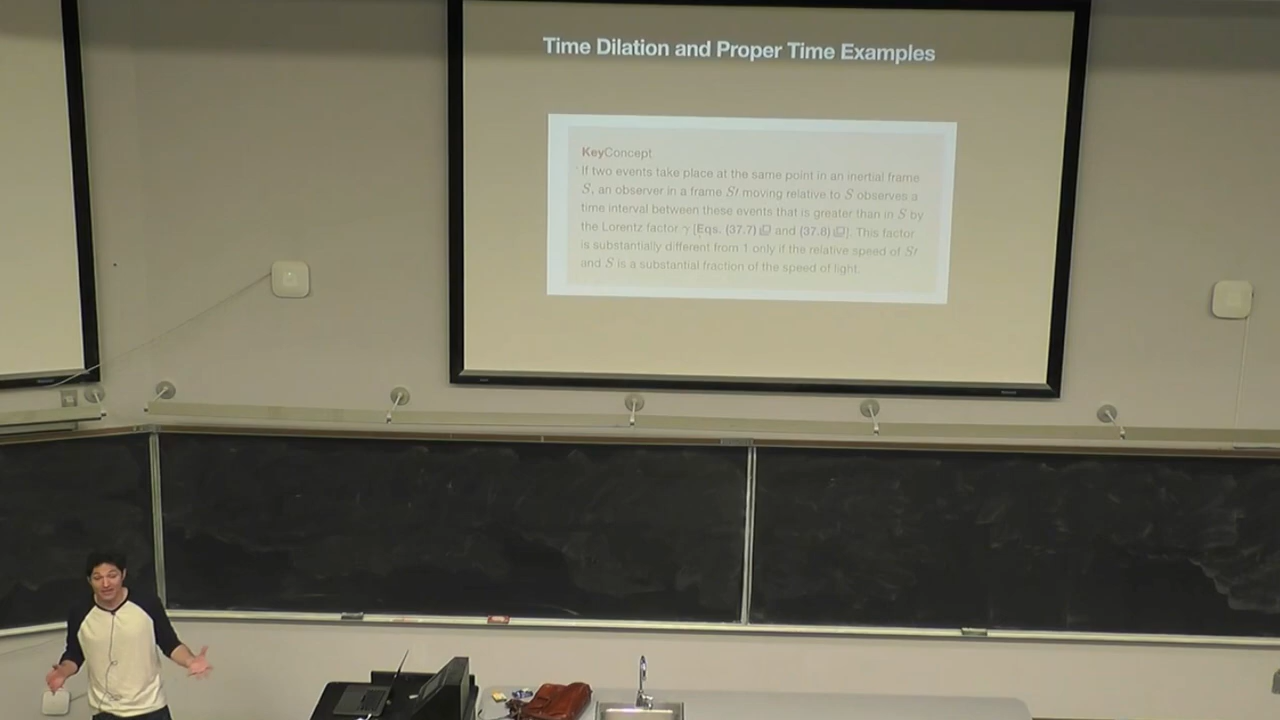 Time Dilation and Proper Time Examples
KeyConcept
If two events take place at the same point in an inertial frame
S, an observer in a frame S′ moving relative to S observes a
time interval between these events that is greater than in S by
the Lorentz factor γ [Eqs. (37.7) and (37.8)]. This factor
is substantially different from 1 only if the relative speed of S′
and S is a substantial fraction of the speed of light.